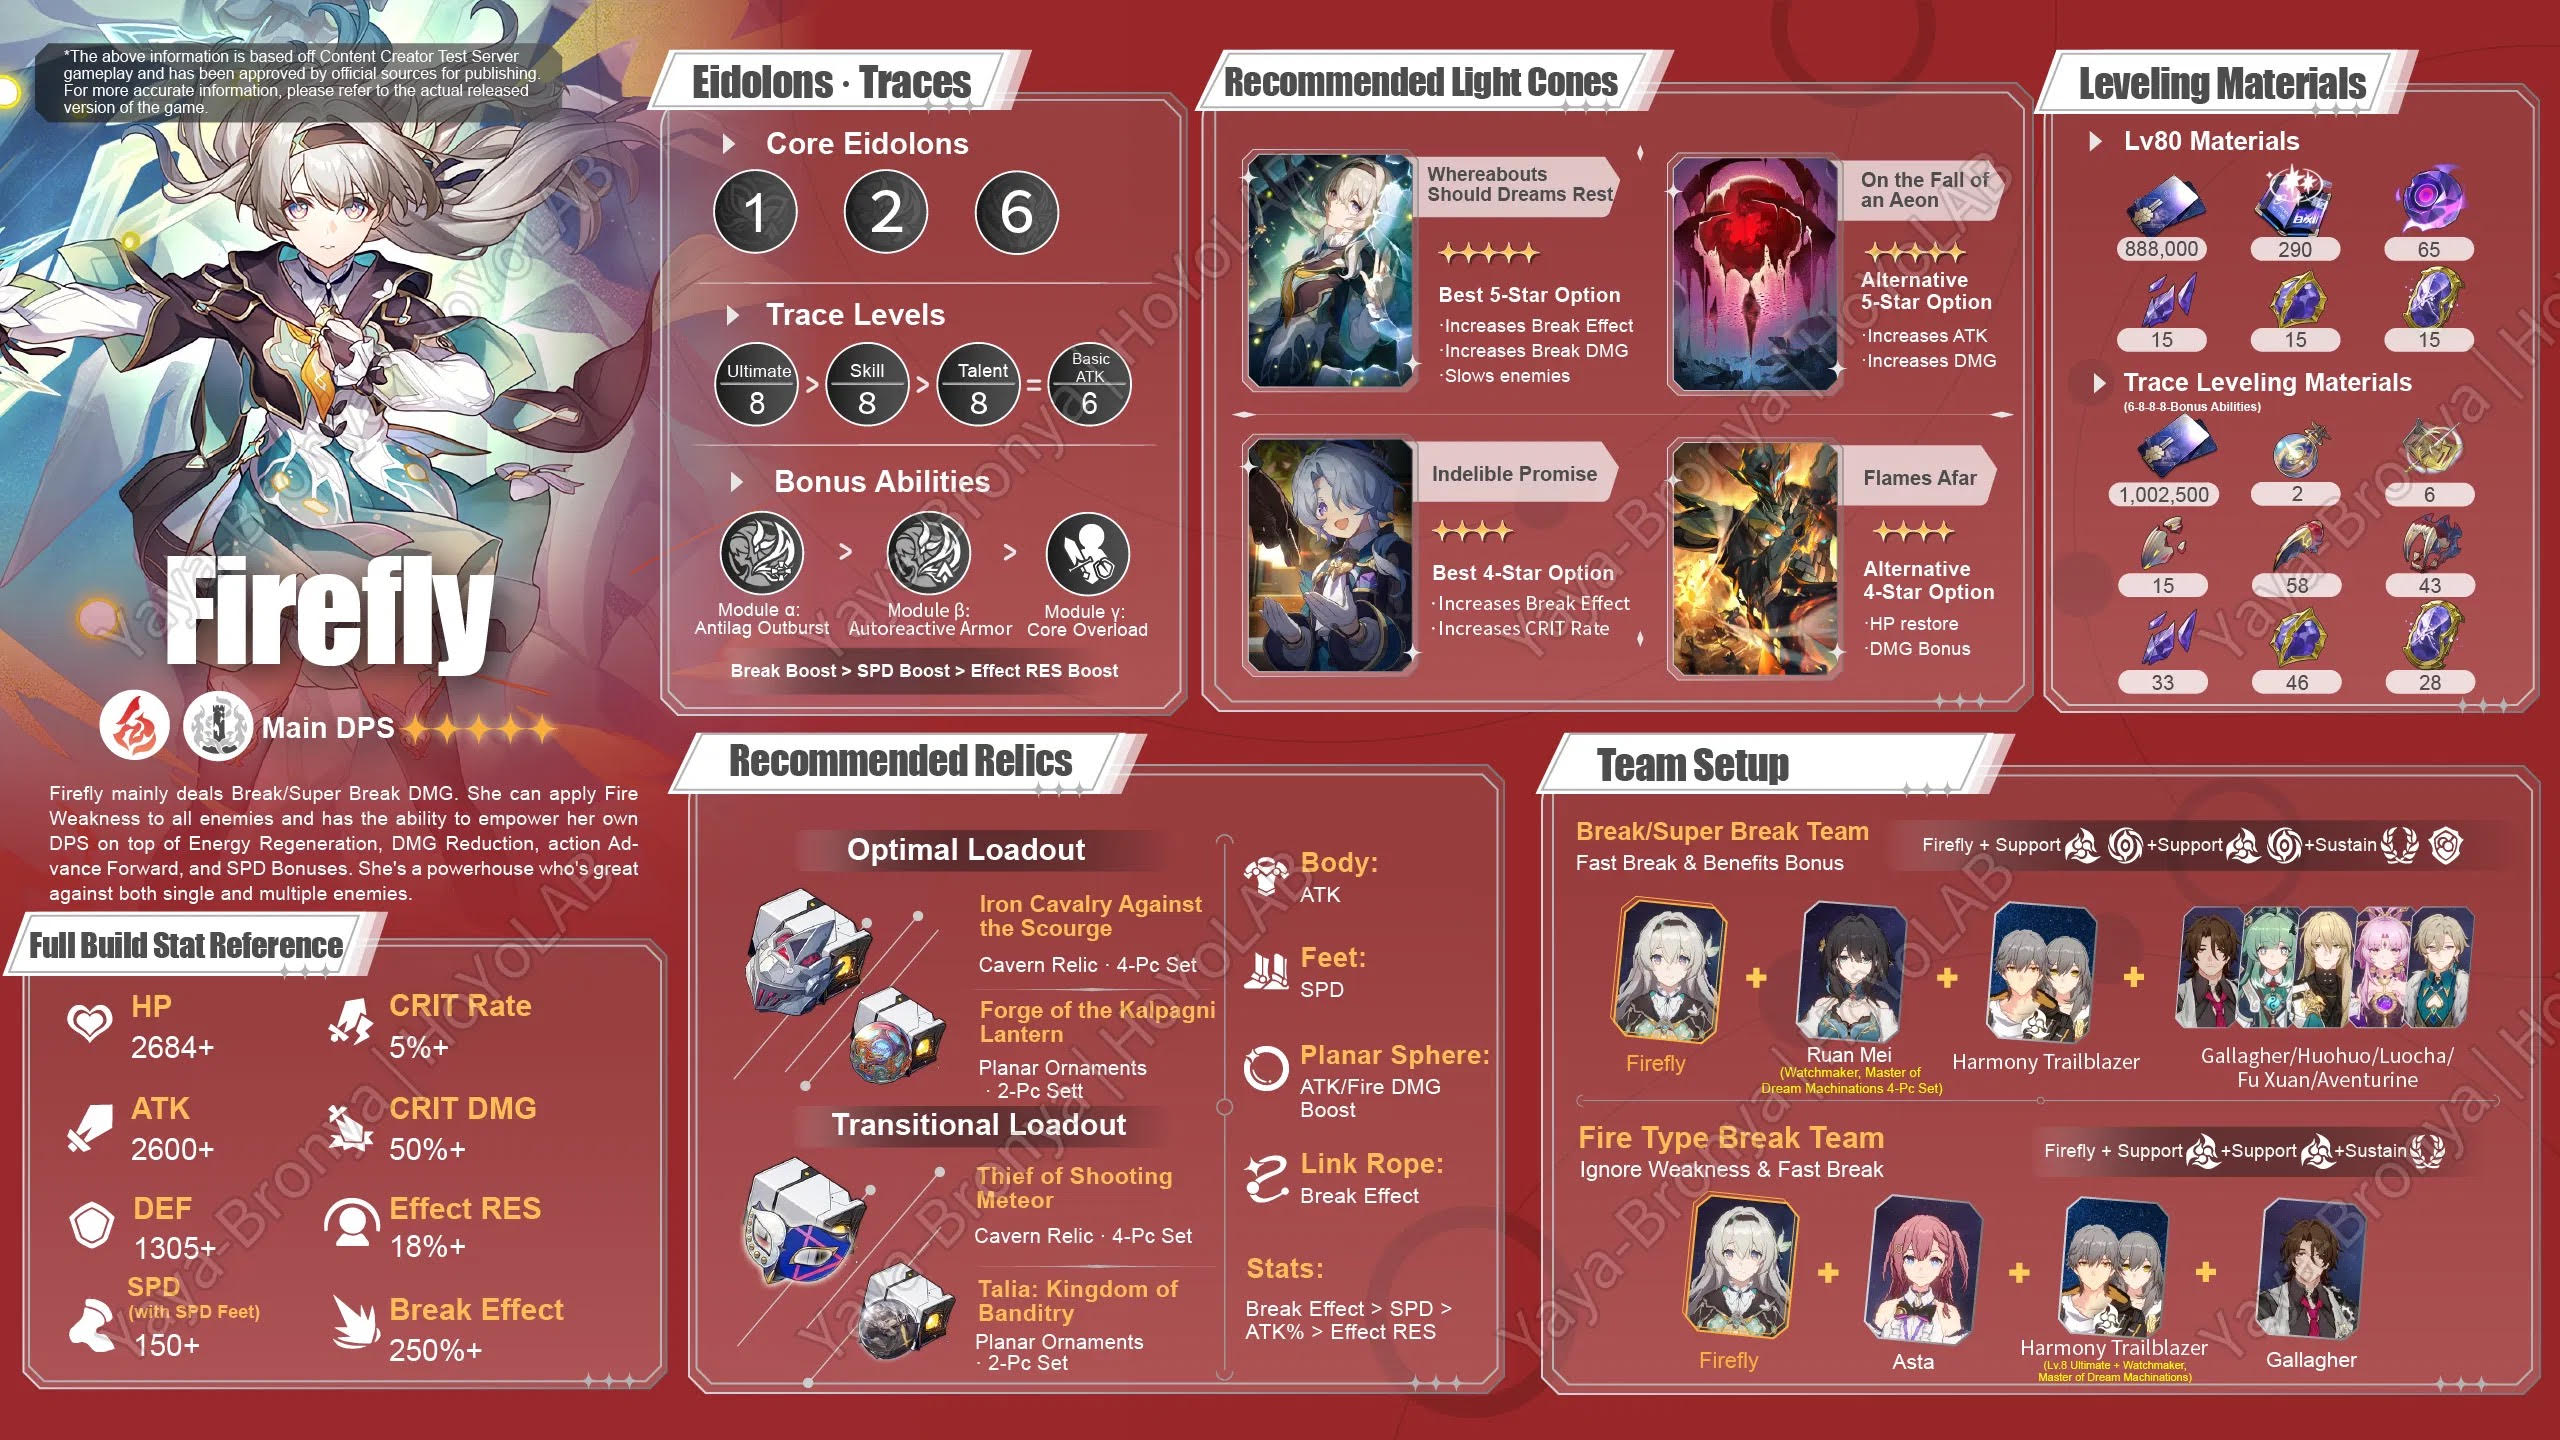 *The above information is based off Content Creator Test Server
gameplay and has been approved by official sources for publishing.
For more accurate information, please refer to the actual released
version of the game.
Firefly
Main DPS
Firefly mainly deals Break/Super Break DMG. She can apply Fire
Weakness to all enemies and has the ability to empower her own
DPS on top of Energy Regeneration, DMG Reduction, action Ad-
vance Forward, and SPD Bonuses. She's a powerhouse who's great
against both single and multiple enemies.
Full Build Stat Reference
HP
2684+
CRIT Rate
5%+
ATK
2600+
CRIT DMG
50%+
DEF
1305+
Effect RES
18%+
SPD
(with SPD Feet)
150+
Break Effect
250%+
Eidolons · Traces
Core Eidolons
1 2 6
Trace Levels
Ultimate 8 > Skill 8 > Talent 8 = Basic ATK 6
Bonus Abilities
> >
Module α:
Antilag Outburst
Module β:
Autoreactive Armor
Module γ:
Core Overload
Break Boost > SPD Boost > Effect RES Boost
Recommended Light Cones
Whereabouts
Should Dreams Rest
Best 5-Star Option
·Increases Break Effect
·Increases Break DMG
·Slows enemies
On the Fall of
an Aeon
Alternative
5-Star Option
·Increases ATK
·Increases DMG
Indelible Promise
Best 4-Star Option
·Increases Break Effect
·Increases CRIT Rate
Flames Afar
Alternative
4-Star Option
·HP restore
·DMG Bonus
Leveling Materials
Lv80 Materials
888,000 290 65
15 15 15
Trace Leveling Materials
(6-8-8-8-Bonus Abilities)
1,002,500 2 6
15 58 43
33 46 28
Recommended Relics
Optimal Loadout
Iron Cavalry Against
the Scourge
Cavern Relic · 4-Pc Set
Forge of the Kalpagni
Lantern
Planar Ornaments
· 2-Pc Sett
Transitional Loadout
Thief of Shooting
Meteor
Cavern Relic · 4-Pc Set
Talia: Kingdom of
Banditry
Planar Ornaments
· 2-Pc Set
Body:
ATK
Feet:
SPD
Planar Sphere:
ATK/Fire DMG
Boost
Link Rope:
Break Effect
Stats:
Break Effect > SPD >
ATK% > Effect RES
Team Setup
Break/Super Break Team
Fast Break & Benefits Bonus
Firefly + Support +Support +Sustain
+ + +
Firefly
Ruan Mei
(Watchmaker, Master of
Dream Machinations 4-Pc Set)
Harmony Trailblazer
Gallagher/Huohuo/Luocha/
Fu Xuan/Aventurine
Fire Type Break Team
Ignore Weakness & Fast Break
Firefly + Support +Support +Sustain
+ + +
Firefly
Asta
Harmony Trailblazer
(Lv.8 Ultimate + Watchmaker,
Master of Dream Machinations)
Gallagher
Yaya-Bronya | HoYoLAB
Yaya-Bronya | HoYoLAB
Yaya-Bronya | HoYoLAB
Yaya-Bronya | HoYoLAB
Yaya-Bronya | HoYoLAB
Yaya-Bronya | HoYoLAB